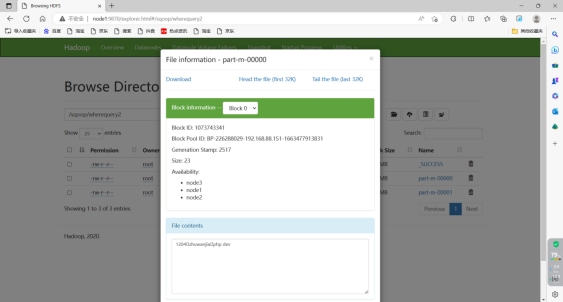 Browsing HDFS
不安全 | node1:9870/explorer.html#/sqoop/wherequery2
导入收藏夹 百度 淘宝 京东 搜索 抖音 热点资讯 淘宝 京东 其他收藏夹
Hadoop Overview Datanodes Datanode Volume Failures Snapshot Startup Progress Utilities
File information - part-m-00000 ×
Download Head the file (first 32K) Tail the file (last 32K)
Browse Directo
Block information -- Block 0
/sqoop/wherequery2
Block ID: 1073743341
Block Pool ID: BP-226288029-192.168.88.151-1663477913831
Generation Stamp: 2517
Size: 23
Availability:
node3
node1
node2
Show 25 entries
Search:
Permission Owner
k Size Name
-rw-r--r-- root
MB _SUCCESS
-rw-r--r-- root
MB part-m-00000
-rw-r--r-- root
MB part-m-00001
Showing 1 to 3 of 3 entries
Previous 1 Next
Hadoop, 2020.
File contents